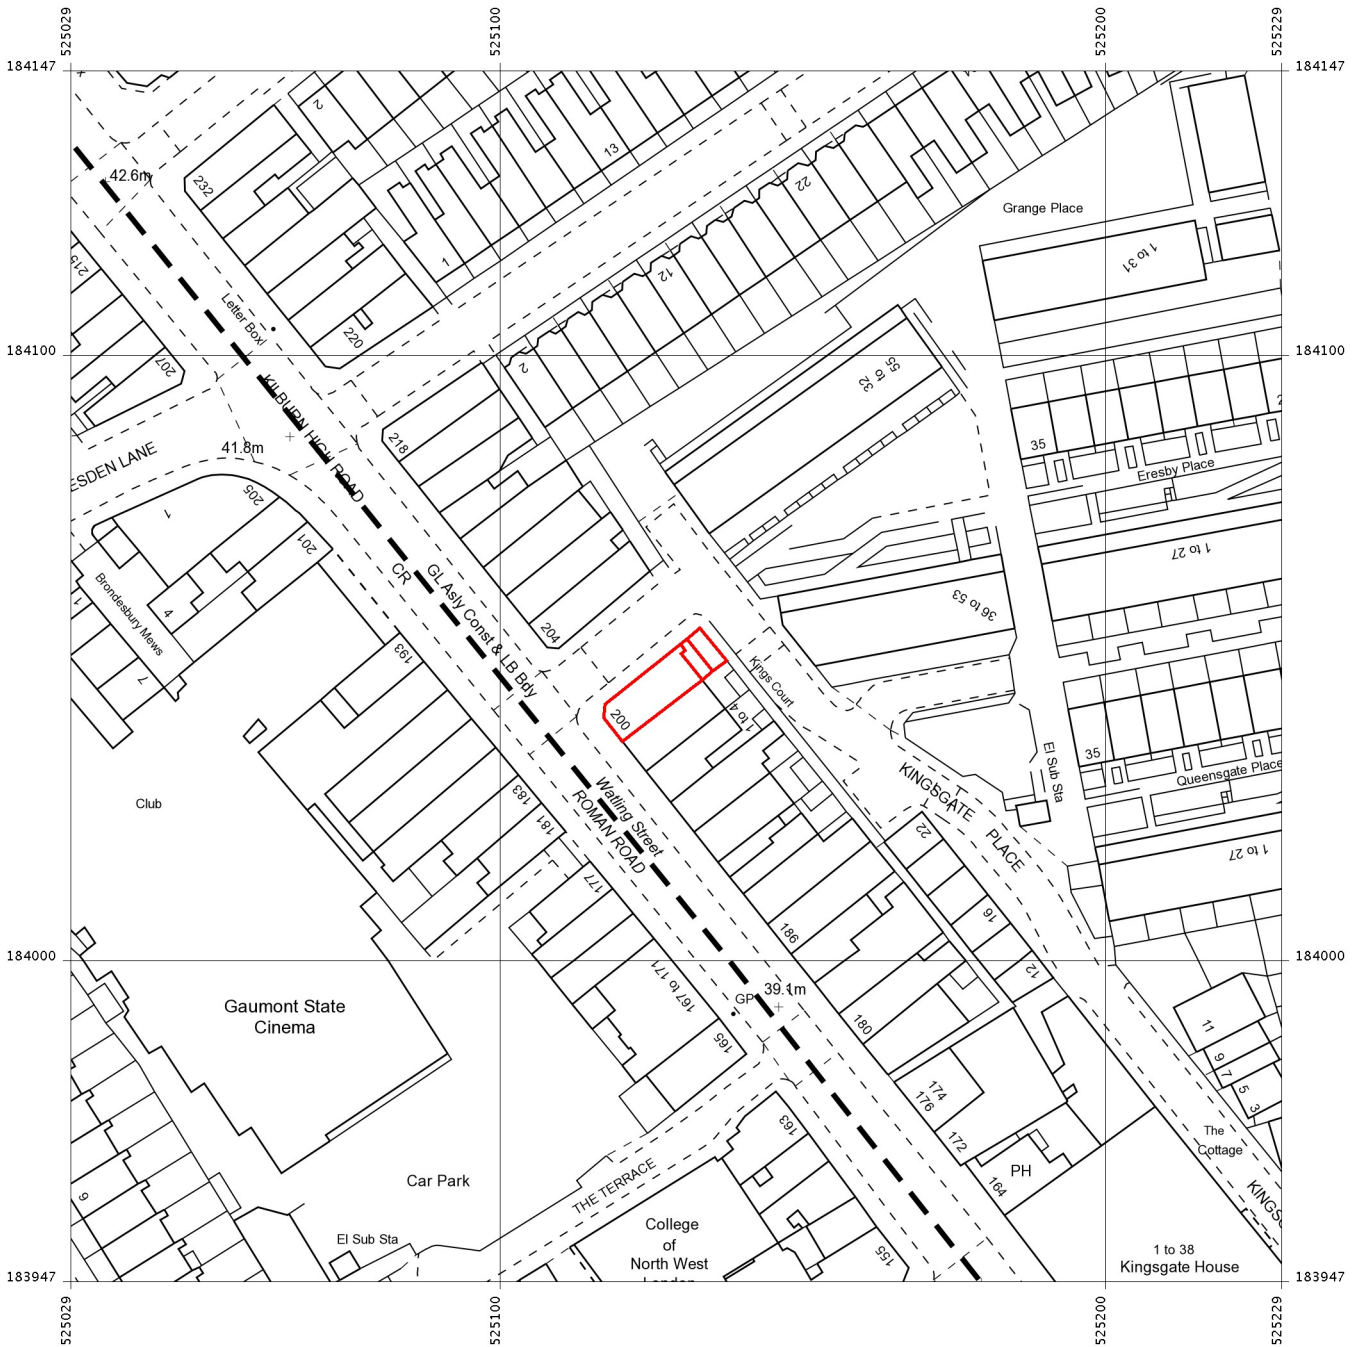 525029
525100
525200
525229
184147
184147
2
232
42.6m
13
1
22
12
Grange Place
1 to 31
215
Letter Box
220
207
184100
184100
2
32 to 55
35
Eresby Place
218
KILBURN HIGH ROAD
41.8m
ESDEN LANE
205
1
201
1 to 27
CR
GL Asly Const & LB Bdy
36 to 53
Brondesbury Mews
1
4
7
204
193
200
Kings Court
1 to 4
35
El Sub Sta
Queensgate Place
KINGSGATE PLACE
Club
183
181
Watling Street
ROMAN ROAD
22
1 to 27
177
16
186
12
184000
184000
167 to 171
GP
39.1m
Gaumont State
Cinema
165
180
11
9
7
5
3
174
176
172
163
The
Cottage
PH
164
Car Park
THE TERRACE
9
KINGS
College
of
North West
London
El Sub Sta
155
1 to 38
Kingsgate House
183947
183947
525029
525100
525200
525229